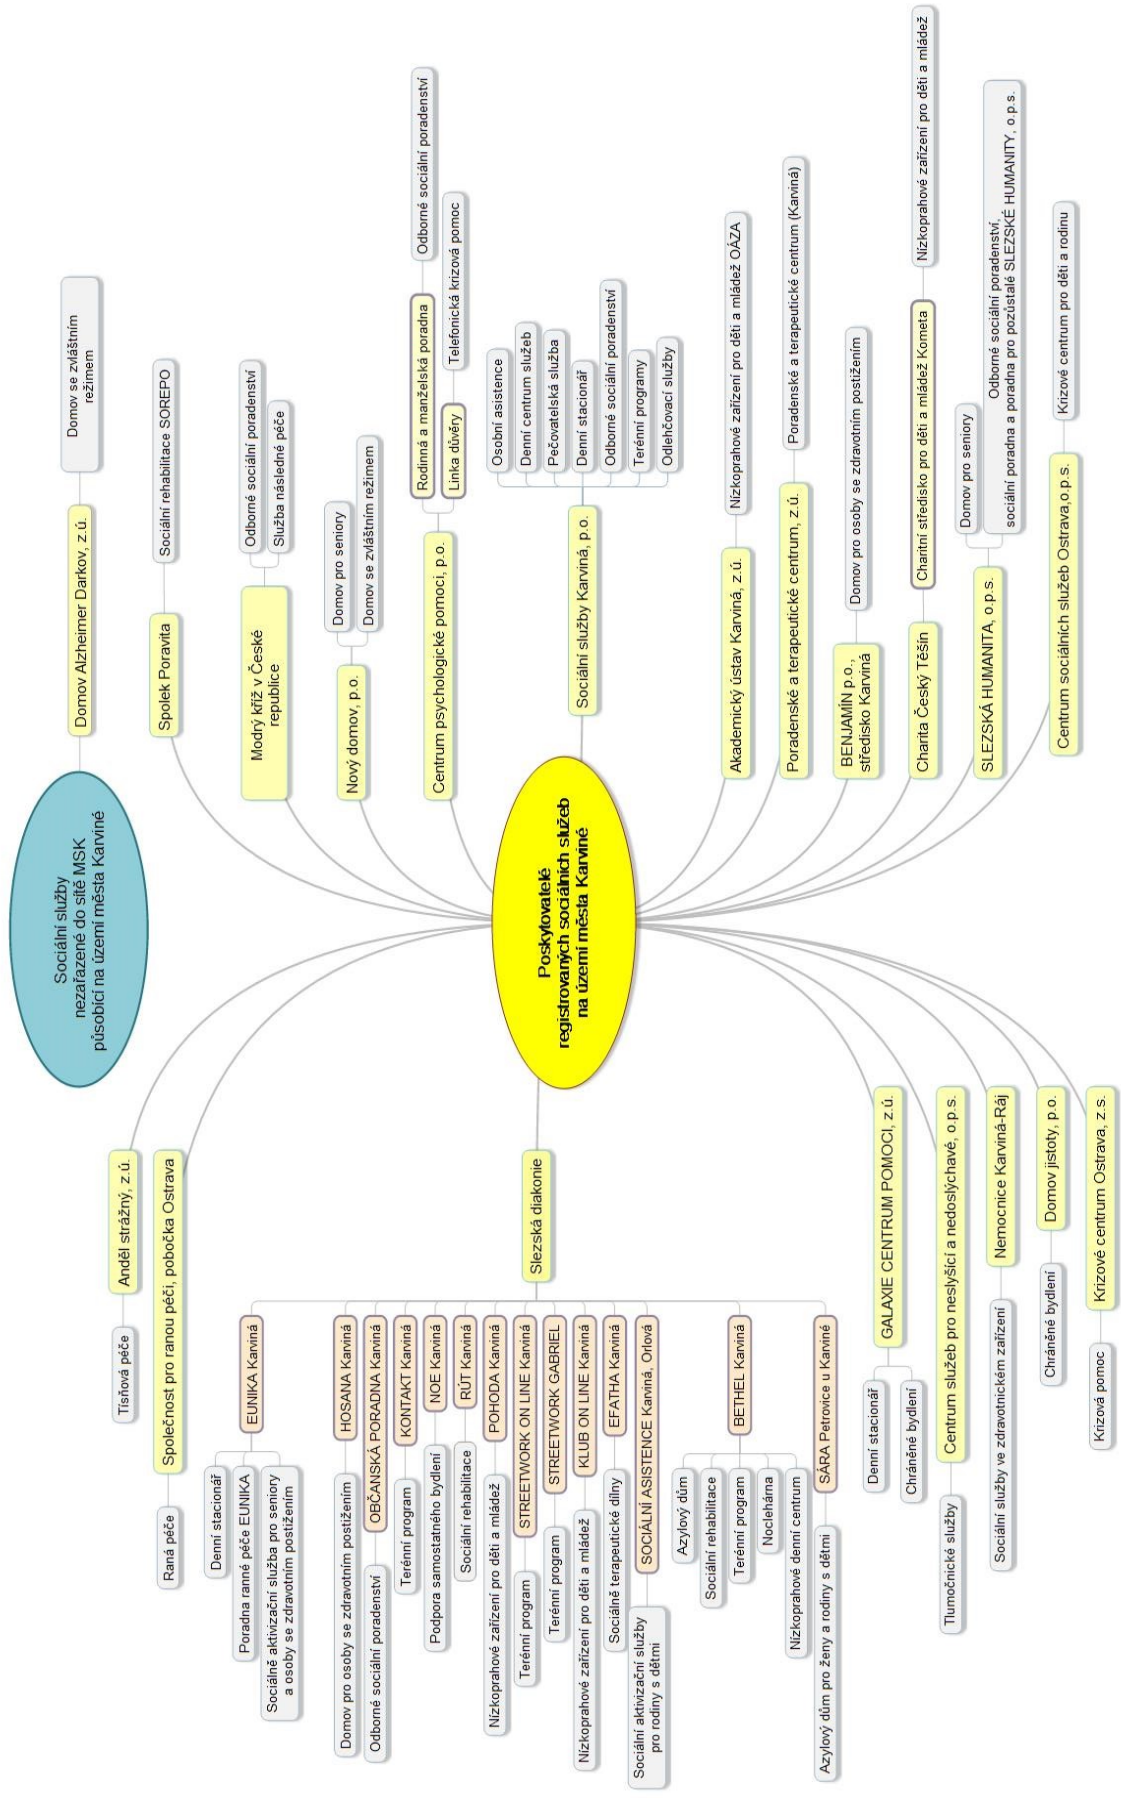 Sociální služby
nezařazené do sítě MSK
působící na území města Karviné
Domov Alzheimer Darkov, z.ú.
Domov se zvláštním
režimem
Poskytovatelé
registrovaných sociálních služeb
na území města Karviné
Spolek Poravita
Sociální rehabilitace SOREPO
Modrý kříž v České
republice
Odborné sociální poradenství
Služba následné péče
Nový domov, p.o.
Domov pro seniory
Domov se zvláštním režimem
Centrum psychologické pomoci, p.o.
Rodinná a manželská poradna
Odborné sociální poradenství
Linka důvěry
Telefonická krizová pomoc
Sociální služby Karviná, p.o.
Osobní asistence
Denní centrum služeb
Pečovatelská služba
Denní stacionář
Odborné sociální poradenství
Terénní programy
Odlehčovací služby
Akademický ústav Karviná, z.ú.
Nízkoprahové zařízení pro děti a mládež OÁZA
Poradenské a terapeutické centrum, z.ú.
Poradenské a terapeutické centrum (Karviná)
BENJAMÍN p.o.,
středisko Karviná
Domov pro osoby se zdravotním postižením
Charita Český Těšín
Charitní středisko pro děti a mládež Kometa
Nízkoprahové zařízení pro děti a mládež
SLEZSKÁ HUMANITA, o.p.s.
Domov pro seniory
Odborné sociální poradenství,
sociální poradna a poradna pro pozůstalé SLEZSKÉ HUMANITY, o.p.s.
Centrum sociálních služeb Ostrava,o.p.s.
Krizové centrum pro děti a rodinu
Anděl strážný, z.ú.
Tísňová péče
Společnost pro ranou péči, pobočka Ostrava
Raná péče
Slezská diakonie
EUNIKA Karviná
Denní stacionář
Poradna ranné péče EUNIKA
Sociálně aktivizační služba pro seniory
a osoby se zdravotním postižením
HOSANA Karviná
Domov pro osoby se zdravotním postižením
OBČANSKÁ PORADNA Karviná
Odborné sociální poradenství
KONTAKT Karviná
Terénní program
NOE Karviná
Podpora samostatného bydlení
RÚT Karviná
Sociální rehabilitace
POHODA Karviná
Nízkoprahové zařízení pro děti a mládež
STREETWORK ON LINE Karviná
Terénní program
STREETWORK GABRIEL
Terénní program
KLUB ON LINE Karviná
Nízkoprahové zařízení pro děti a mládež
EFATHA Karviná
Sociálně terapeutické dílny
SOCIÁLNÍ ASISTENCE Karviná, Orlová
Sociální aktivizační služby
pro rodiny s dětmi
BETHEL Karviná
Azylový dům
Sociální rehabilitace
Terénní program
Noclehárna
Nízkoprahové denní centrum
SÁRA Petrovice u Karviné
Azylový dům pro ženy a rodiny s dětmi
GALAXIE CENTRUM POMOCI, z.ú.
Denní stacionář
Chráněné bydlení
Centrum služeb pro neslyšící a nedoslýchavé, o.p.s.
Tlumočnické služby
Nemocnice Karviná-Ráj
Sociální služby ve zdravotnickém zařízení
Domov jistoty, p.o.
Chráněné bydlení
Krizové centrum Ostrava, z.s.
Krizová pomoc